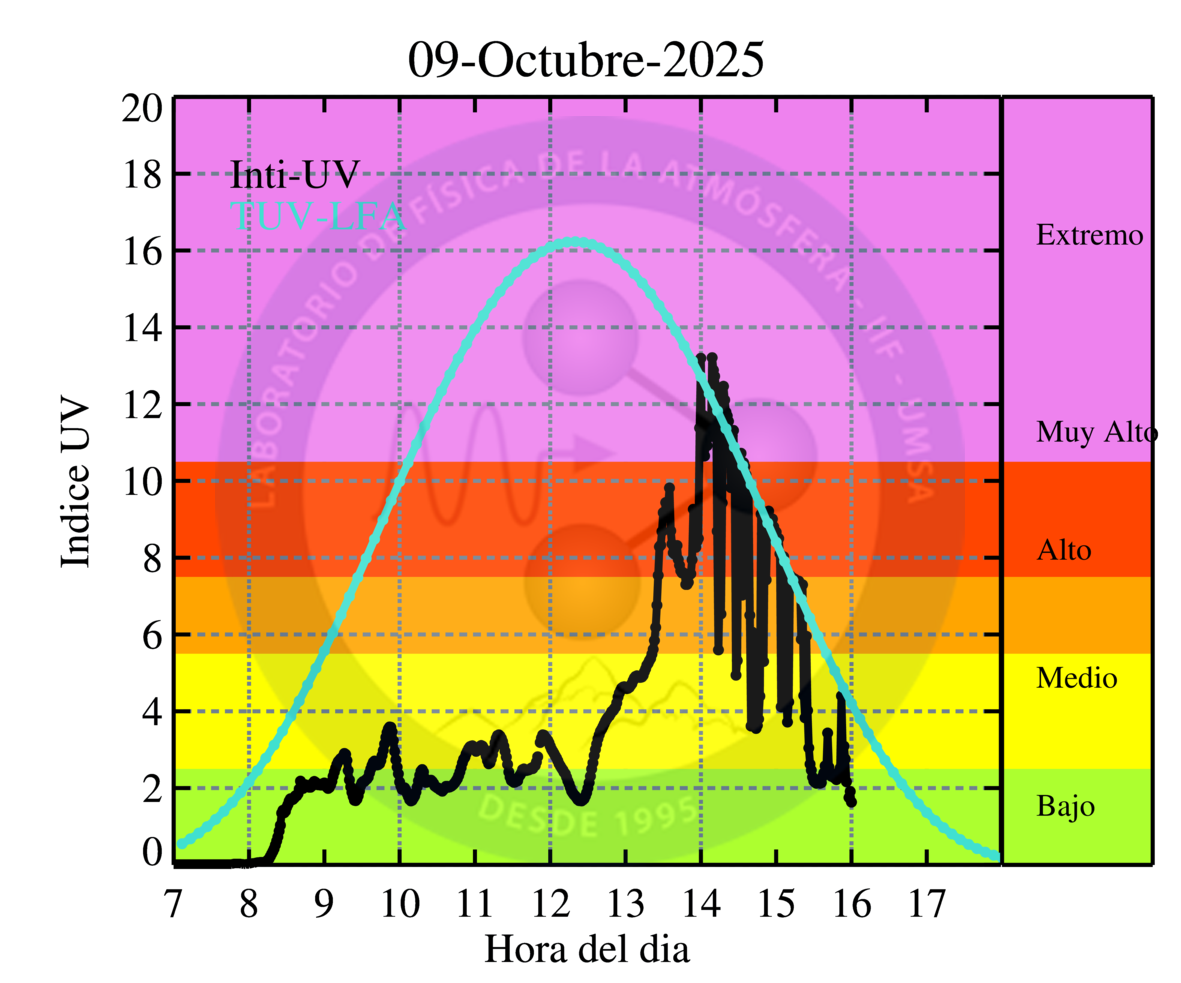 09-Octubre-2025
20
18
16
14
12
10
8
6
4
2
0
Indice UV
Inti-UV
TUV-LFA
LABORATORIO DE FÍSICA DE LA ATMÓSFERA - IIF - UMSA
DESDE 1995
Extremo
Muy Alto
Alto
Medio
Bajo
7 8 9 10 11 12 13 14 15 16 17
Hora del dia